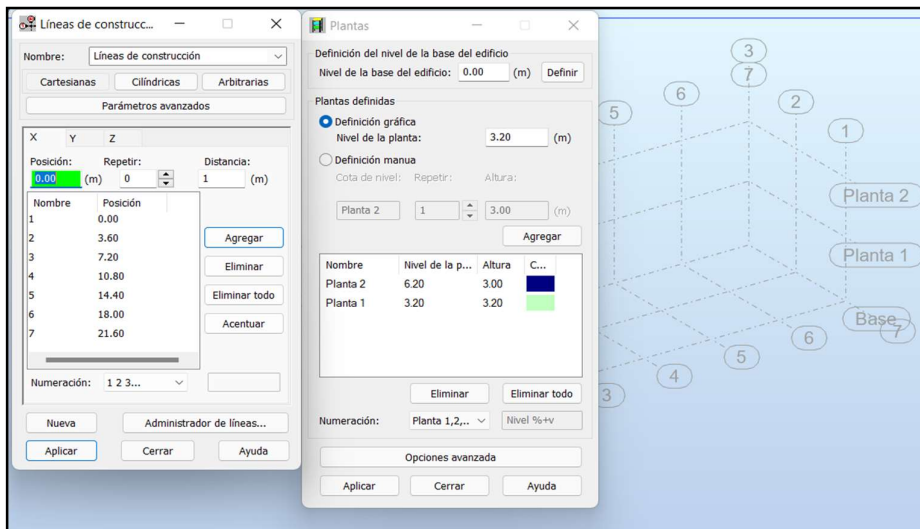 Líneas de construcc...
Nombre: Líneas de construcción
Cartesianas Cilíndricas Arbitrarias
Parámetros avanzados
X Y Z
Posición: Repetir: Distancia:
0.00 (m) 0 1 (m)
Nombre Posición
1 0.00
2 3.60
3 7.20
4 10.80
5 14.40
6 18.00
7 21.60
Agregar
Eliminar
Eliminar todo
Acentuar
Numeración: 1 2 3...
Nueva Administrador de líneas...
Aplicar Cerrar Ayuda
Plantas
Definición del nivel de la base del edificio
Nivel de la base del edificio: 0.00 (m) Definir
Plantas definidas
Definición gráfica
Nivel de la planta: 3.20 (m)
Definición manua
Cota de nivel: Repetir: Altura:
Planta 2 1 3.00 (m)
Agregar
Nombre Nivel de la p... Altura C...
Planta 2 6.20 3.00
Planta 1 3.20 3.20
Eliminar Eliminar todo
Numeración: Planta 1,2,.. Nivel %+v
Opciones avanzada
Aplicar Cerrar Ayuda
3
7
6
2
5
1
Planta 2
Planta 1
Base
7
6
5
4
3